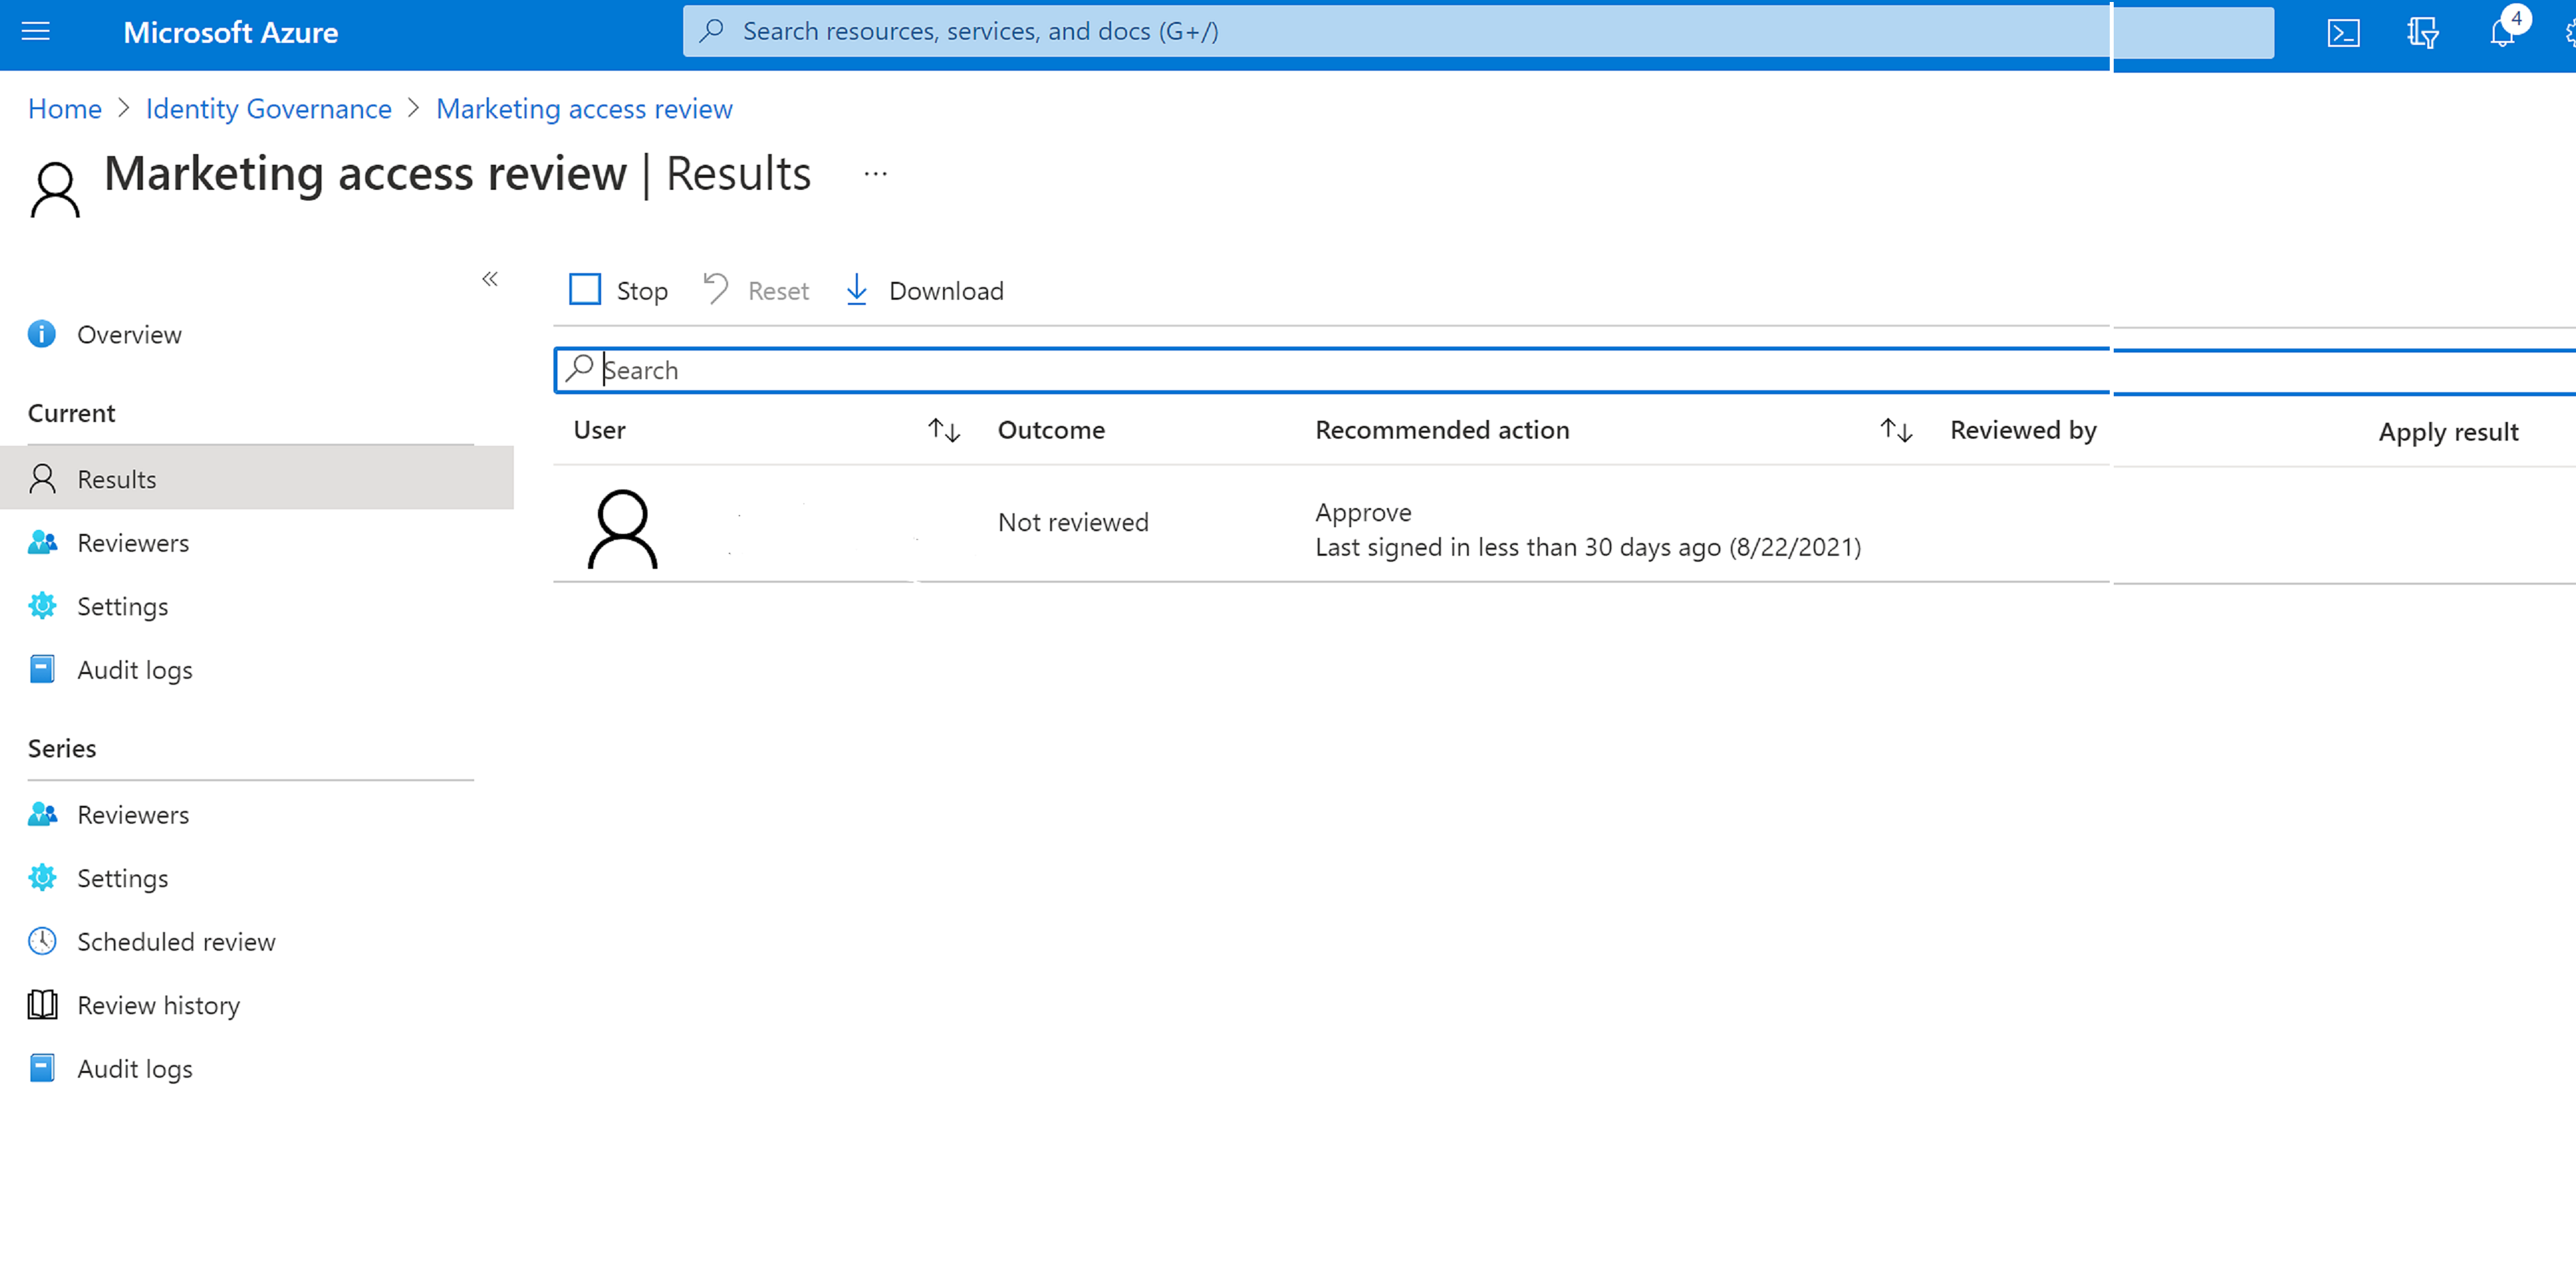 Microsoft Azure
Search resources, services, and docs (G+/)
4
Home > Identity Governance > Marketing access review
Marketing access review | Results ...
Stop Reset Download
Search
User Outcome Recommended action Reviewed by Apply result
Not reviewed
Approve
Last signed in less than 30 days ago (8/22/2021)
Overview
Current
Results
Reviewers
Settings
Audit logs
Series
Reviewers
Settings
Scheduled review
Review history
Audit logs